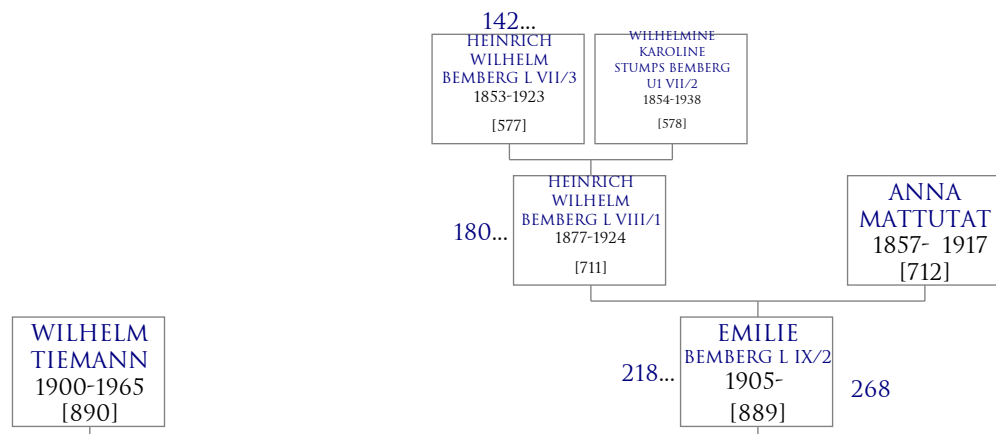 142...
HEINRICH
WILHELM
BEMBERG L VII/3
1853-1923
[577]
WILHELMINE
KAROLINE
STUMPS BEMBERG
U1 VII/2
1854-1938
[578]
HEINRICH
WILHELM
BEMBERG L VIII/1
1877-1924
[711]
180...
ANNA
MATTUTAT
1857- 1917
[712]
WILHELM
TIEMANN
1900-1965
[890]
EMILIE
BEMBERG L IX/2
1905-
[889]
218...
268